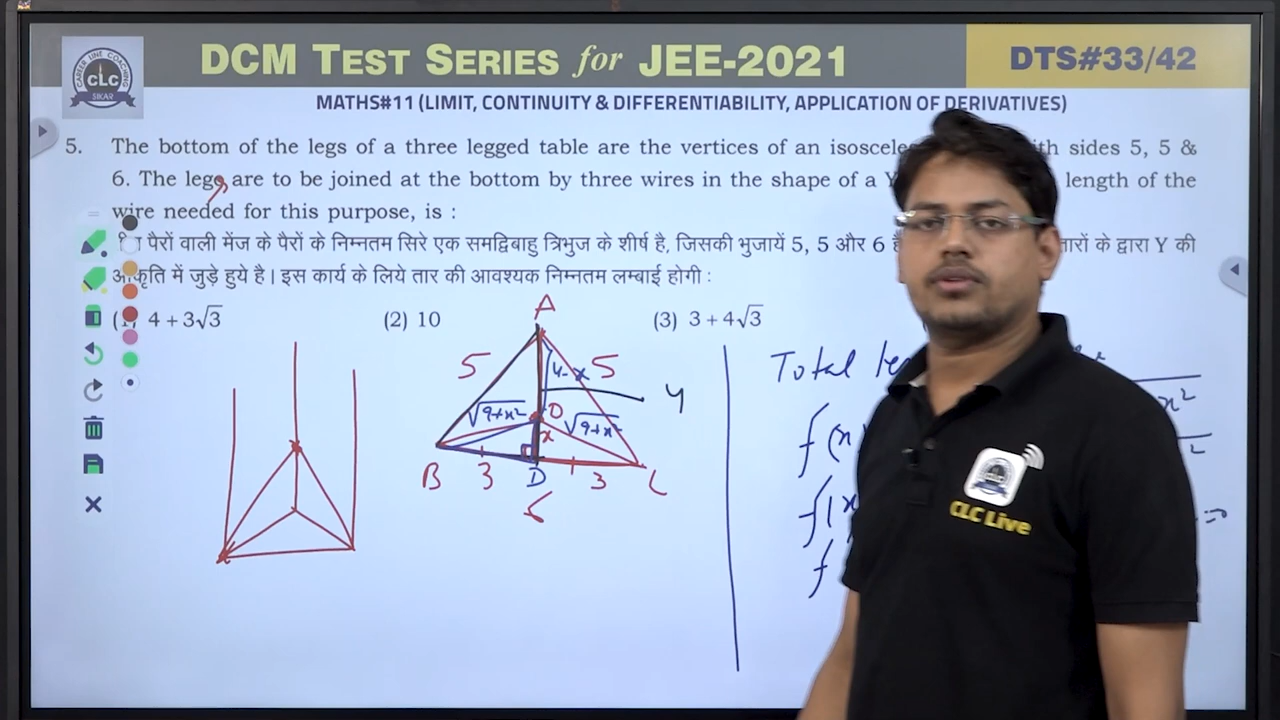 DCM TEST SERIES for JEE-2021
DTS#33/42
CLC
SIKAR
MATHS#11 (LIMIT, CONTINUITY & DIFFERENTIABILITY, APPLICATION OF DERIVATIVES)
5. The bottom of the legs of a three legged table are the vertices of an with sides 5, 5 &
6. The legs are to be joined at the bottom by three wires in the shape of a Y length of the
wire needed for this purpose, is :
पैरों वाली मेंज के पैरों के निम्नतम सिरे एक समद्विबाहु त्रिभुज के शीर्ष है, जिसकी भुजायें 5, 5 और 6 के द्वारा Y की
आकृति में जुड़े हुये है। इस कार्य के लिये तार की आवश्यक निम्नतम लम्बाई होगी :
4 + 3√3
(2) 10
(3) 3 + 4√3
A
5
4-x
5
y
√9+x²
O
√9+x²
x
B
3
D
3
C
6
Total
f(x)
x²
CLC Live